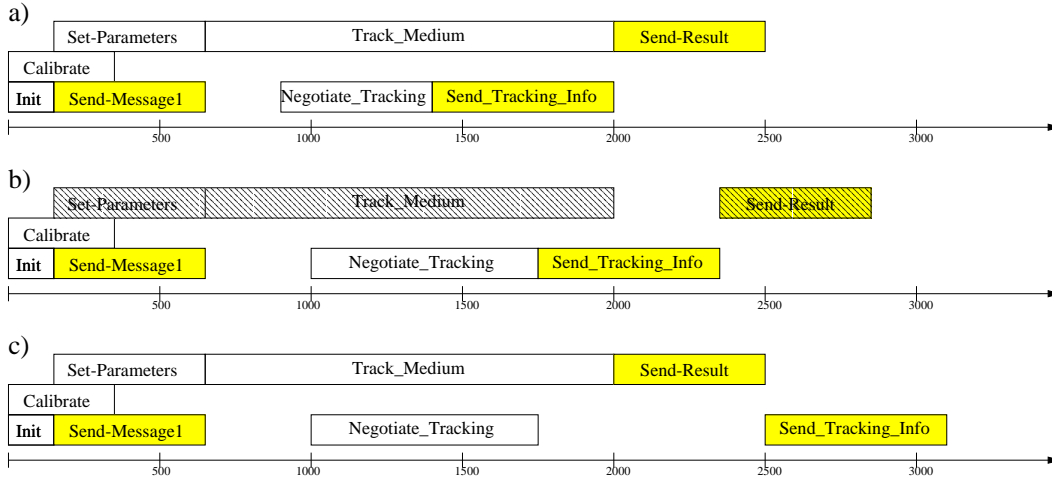 a)
Set-Parameters Track_Medium Send-Result
Calibrate
Init Send-Message1 Negotiate_Tracking Send_Tracking_Info
500 1000 1500 2000 2500 3000
b)
Set-Parameters Track_Medium Send-Result
Calibrate
Init Send-Message1 Negotiate_Tracking Send_Tracking_Info
500 1000 1500 2000 2500 3000
c)
Set-Parameters Track_Medium Send-Result
Calibrate
Init Send-Message1 Negotiate_Tracking Send_Tracking_Info
500 1000 1500 2000 2500 3000